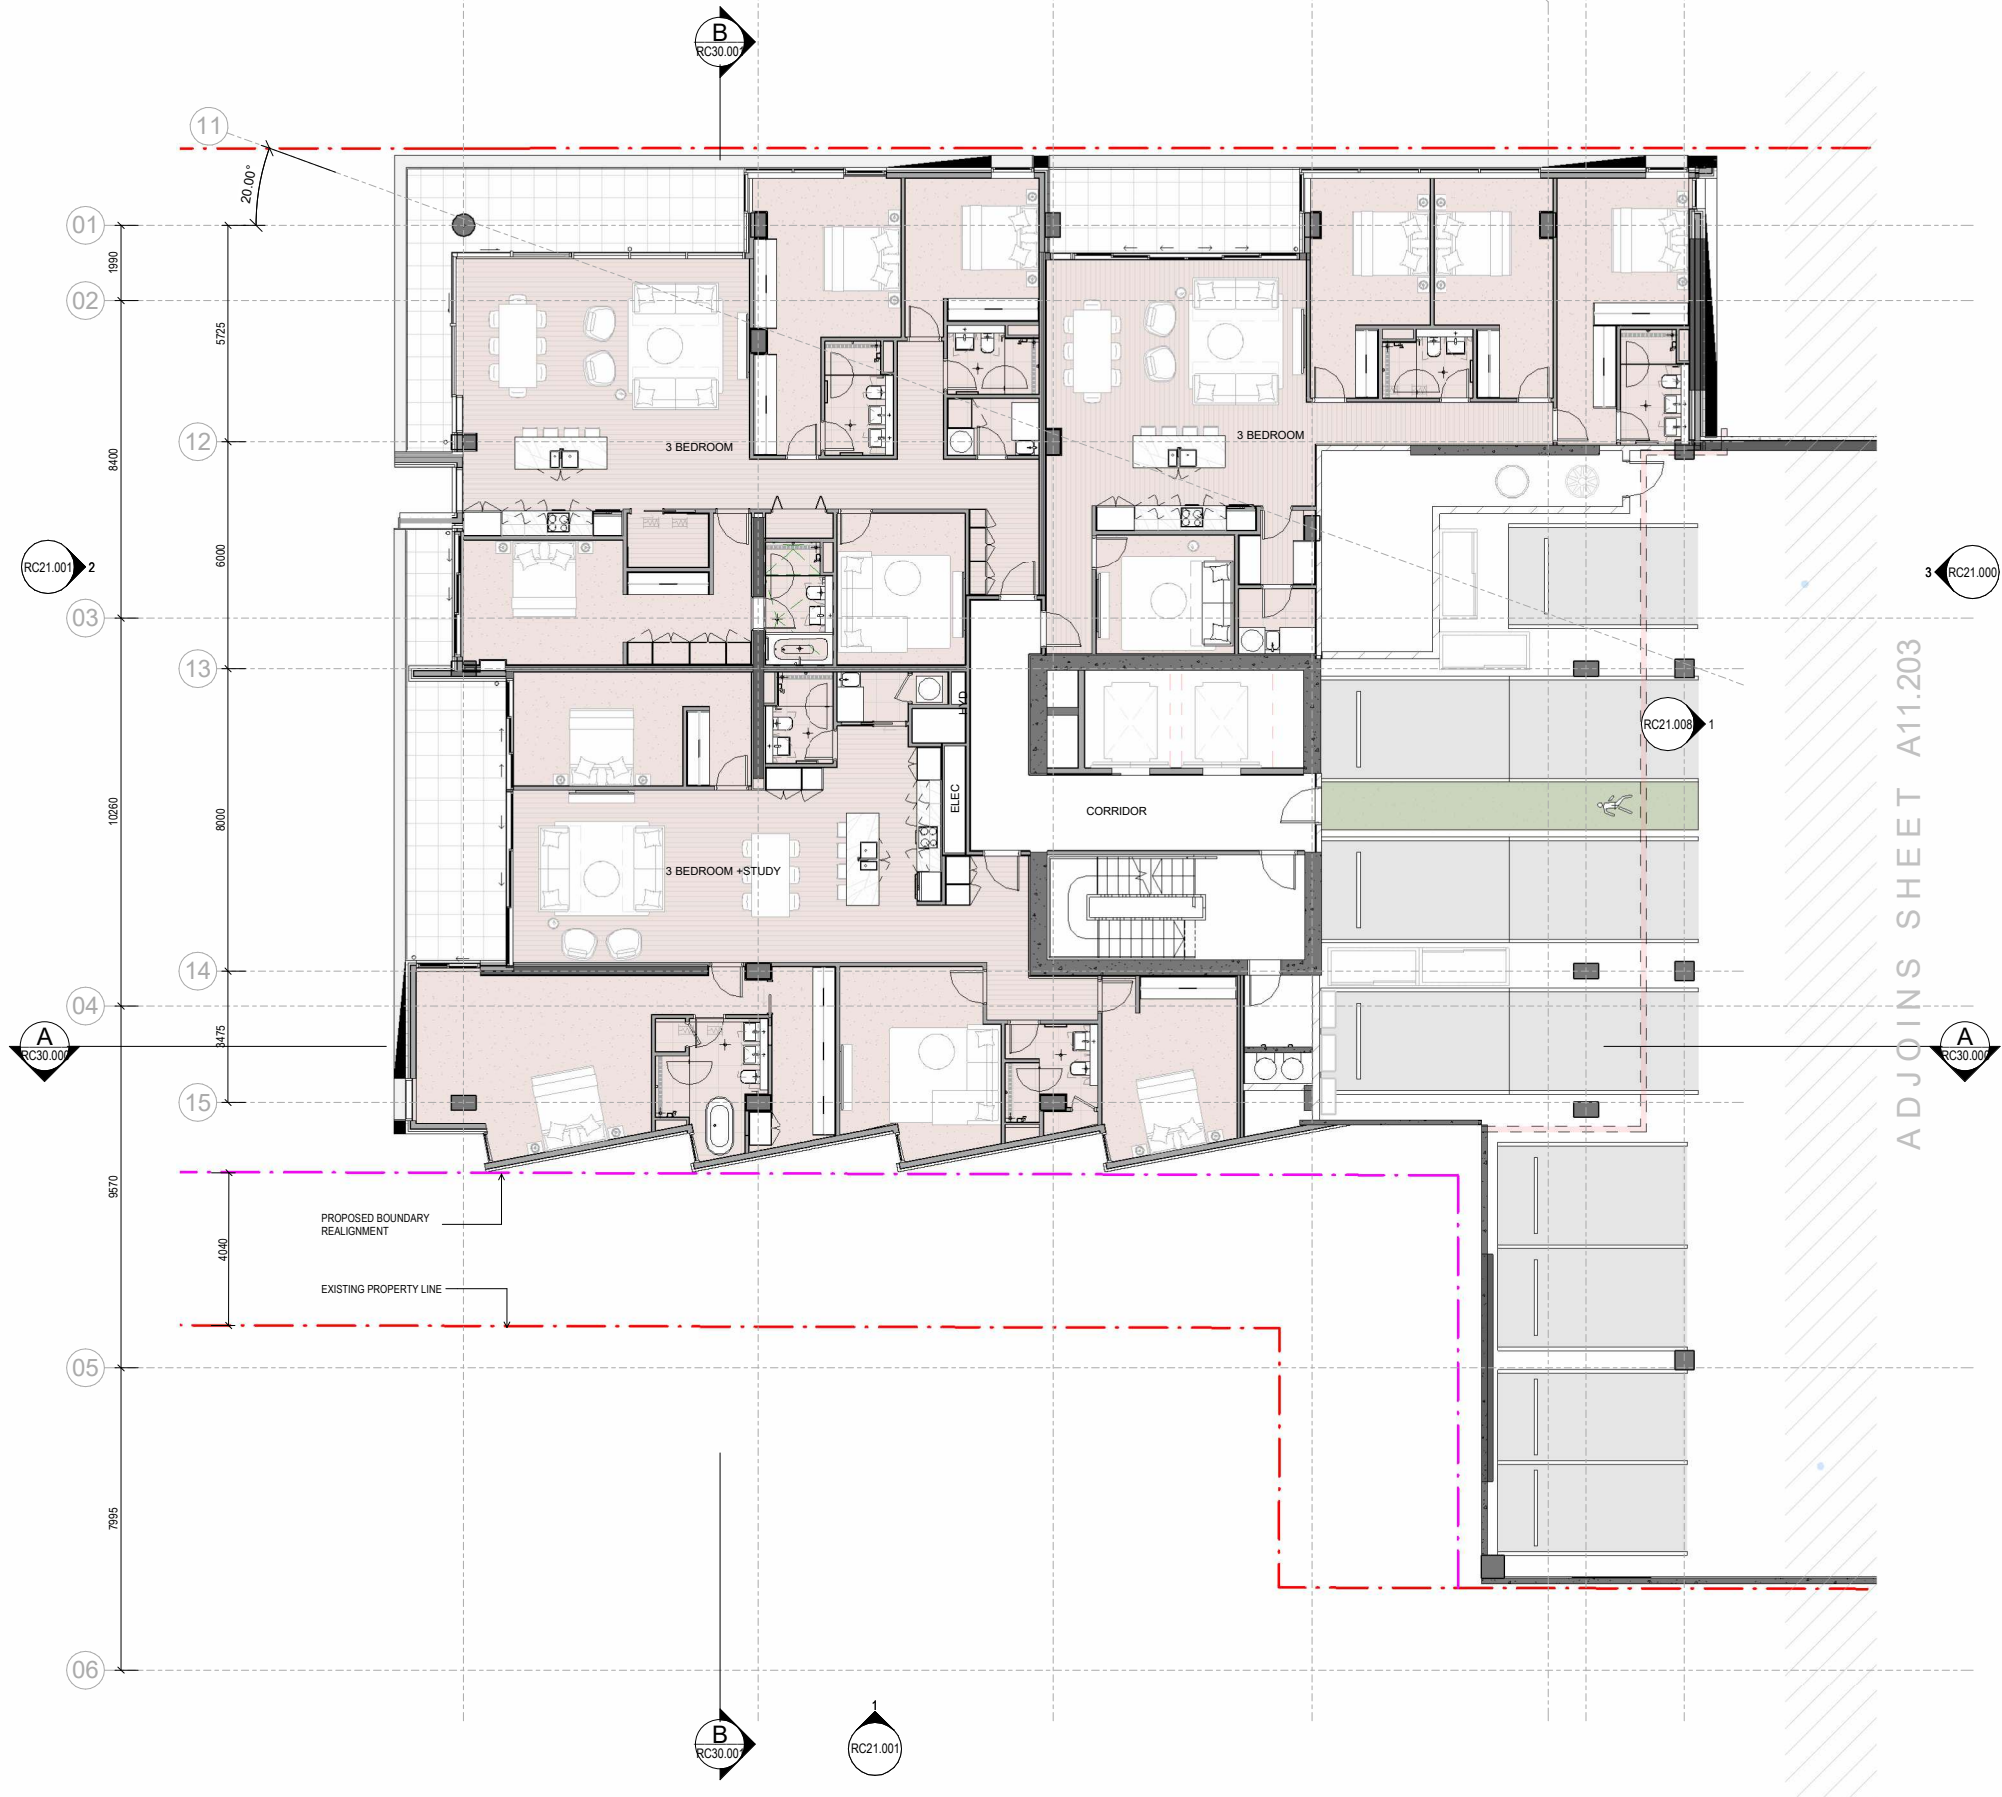 B
RC30.001
11
20.00°
01
1990
02
5725
3 BEDROOM
3 BEDROOM
12
8400
6000
RC21.001
2
3
RC21.000
03
13
RC21.008
1
ADJOINS SHEET A11.203
10260
8000
ELEC
CORRIDOR
3 BEDROOM +STUDY
14
04
3475
A
RC30.000
A
RC30.000
15
9570
4040
PROPOSED BOUNDARY
REALIGNMENT
EXISTING PROPERTY LINE
05
7995
06
B
RC30.001
1
RC21.001